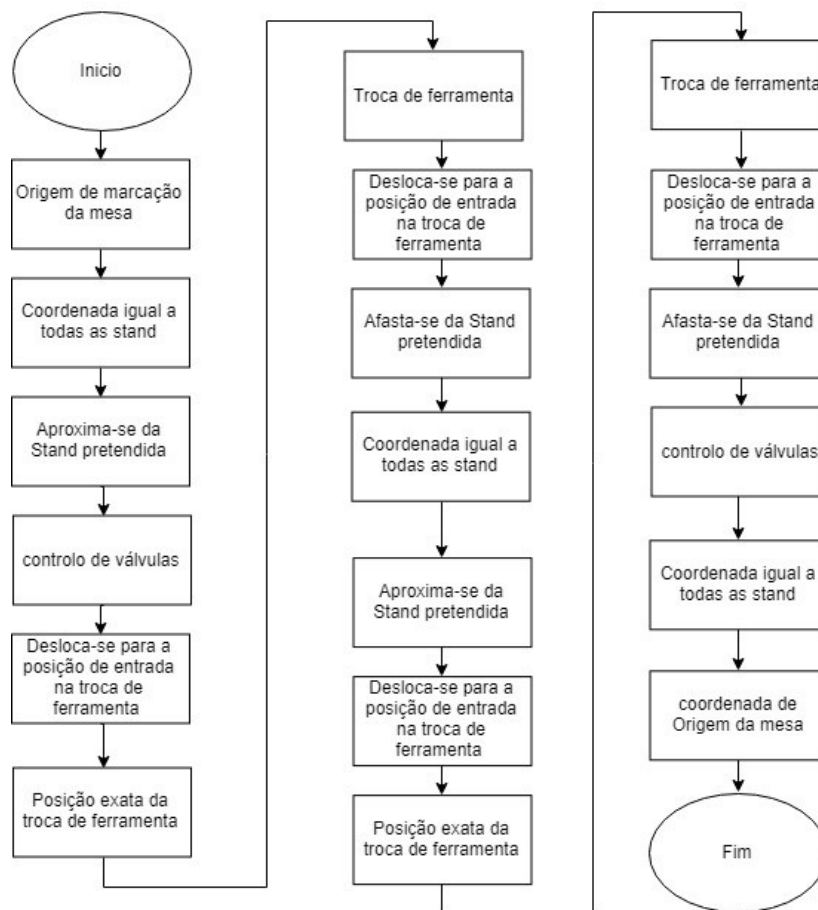 Inicio
Origem de marcação
da mesa
Coordenada igual a
todas as stand
Aproxima-se da
Stand pretendida
controlo de válvulas
Desloca-se para a
posição de entrada
na troca de
ferramenta
Posição exata da
troca de ferramenta
Troca de ferramenta
Desloca-se para a
posição de entrada
na troca de
ferramenta
Afasta-se da Stand
pretendida
Coordenada igual a
todas as stand
Aproxima-se da
Stand pretendida
Desloca-se para a
posição de entrada
na troca de
ferramenta
Posição exata da
troca de ferramenta
Troca de ferramenta
Desloca-se para a
posição de entrada
na troca de
ferramenta
Afasta-se da Stand
pretendida
controlo de válvulas
Coordenada igual a
todas as stand
coordenada de
Origem da mesa
Fim